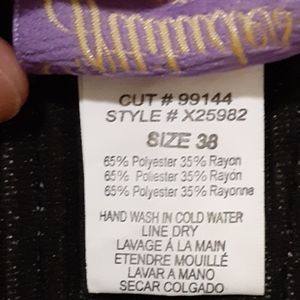 CUT # 99144
STYLE # X25982
SIZE 38
65% Polyester 35% Rayon
65% Polyester 35% Rayon
65% Polyester 35% Rayonne
HAND WASH IN COLD WATER
LINE DRY
LAVAGE À LA MAIN
ETENDRE MOUILLÉ
LAVAR A MANO
SECAR COLGADO